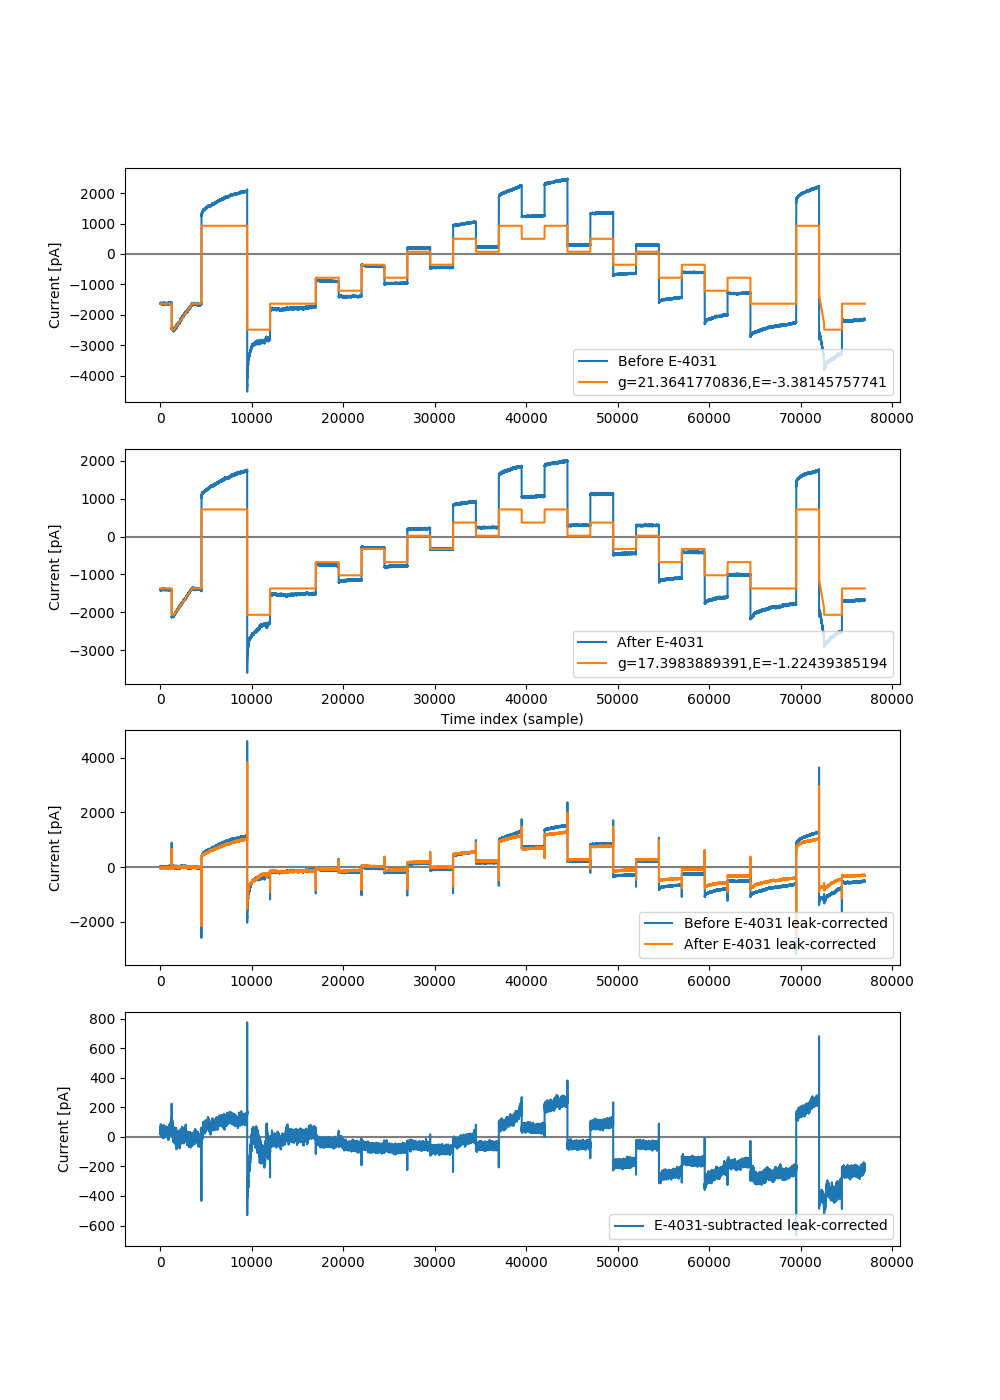 2000
1000
0
−1000
−2000
−3000
−4000
Current [pA]
Before E-4031
g=21.3641770836,E=-3.38145757741
0 10000 20000 30000 40000 50000 60000 70000 80000
2000
1000
0
−1000
−2000
−3000
Current [pA]
After E-4031
g=17.3983889391,E=-1.22439385194
0 10000 20000 30000 40000 50000 60000 70000 80000
Time index (sample)
4000
2000
0
−2000
Current [pA]
Before E-4031 leak-corrected
After E-4031 leak-corrected
0 10000 20000 30000 40000 50000 60000 70000 80000
800
600
400
200
0
−200
−400
−600
Current [pA]
E-4031-subtracted leak-corrected
0 10000 20000 30000 40000 50000 60000 70000 80000